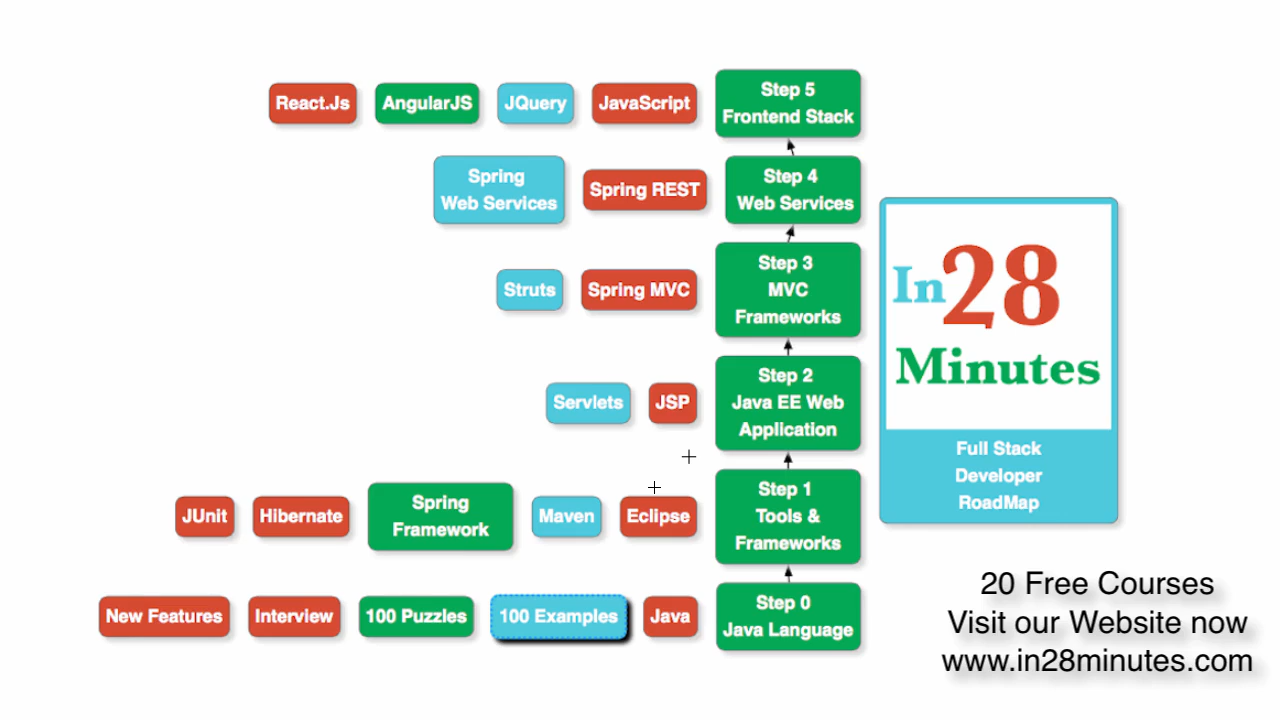 React.Js
AngularJS
JQuery
JavaScript
Step 5
Frontend Stack
Spring
Web Services
Spring REST
Step 4
Web Services
Struts
Spring MVC
Step 3
MVC
Frameworks
Servlets
JSP
Step 2
Java EE Web
Application
JUnit
Hibernate
Spring
Framework
Maven
Eclipse
Step 1
Tools &
Frameworks
New Features
Interview
100 Puzzles
100 Examples
Java
Step 0
Java Language
In28
Minutes
Full Stack
Developer
RoadMap
20 Free Courses
Visit our Website now
www.in28minutes.com